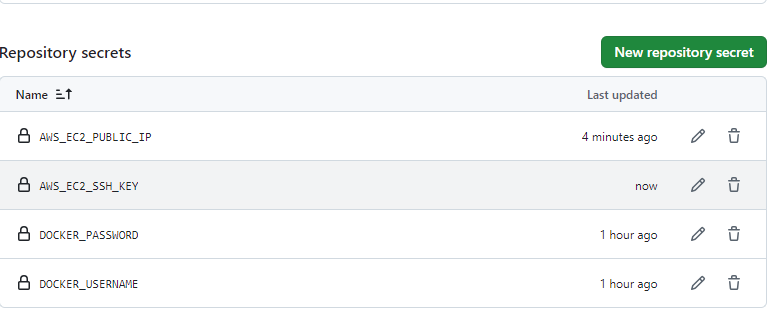 Repository secrets
New repository secret
Name
Last updated
AWS_EC2_PUBLIC_IP
4 minutes ago
AWS_EC2_SSH_KEY
now
DOCKER_PASSWORD
1 hour ago
DOCKER_USERNAME
1 hour ago